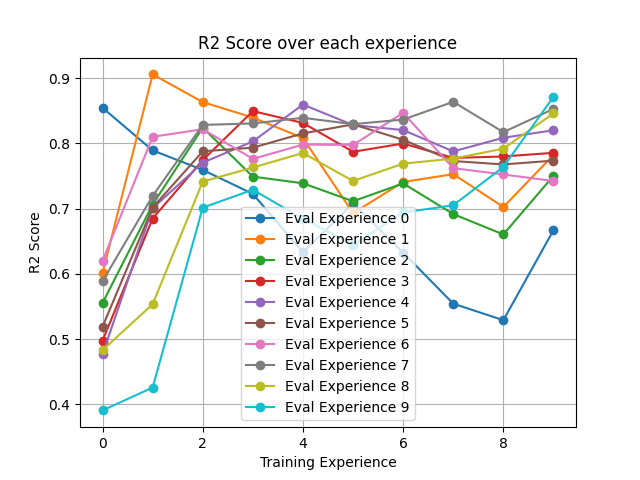 R2 Score over each experience
R2 Score
0.9
0.8
0.7
0.6
0.5
0.4
Eval Experience 0
Eval Experience 1
Eval Experience 2
Eval Experience 3
Eval Experience 4
Eval Experience 5
Eval Experience 6
Eval Experience 7
Eval Experience 8
Eval Experience 9
0 2 4 6 8
Training Experience